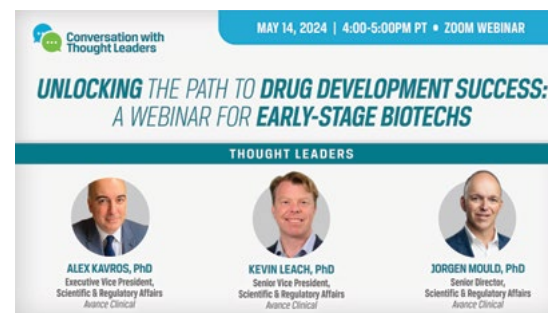 Conversation with
Thought Leaders
MAY 14, 2024 | 4:00-5:00PM PT • ZOOM WEBINAR
UNLOCKING THE PATH TO DRUG DEVELOPMENT SUCCESS:
A WEBINAR FOR EARLY-STAGE BIOTECHS
THOUGHT LEADERS
ALEX KAVROS, PhD
Executive Vice President,
Scientific & Regulatory Affairs
Avance Clinical
KEVIN LEACH, PhD
Senior Vice President,
Scientific & Regulatory Affairs
Avance Clinical
JORGEN MOULD, PhD
Senior Director,
Scientific & Regulatory Affairs
Avance Clinical